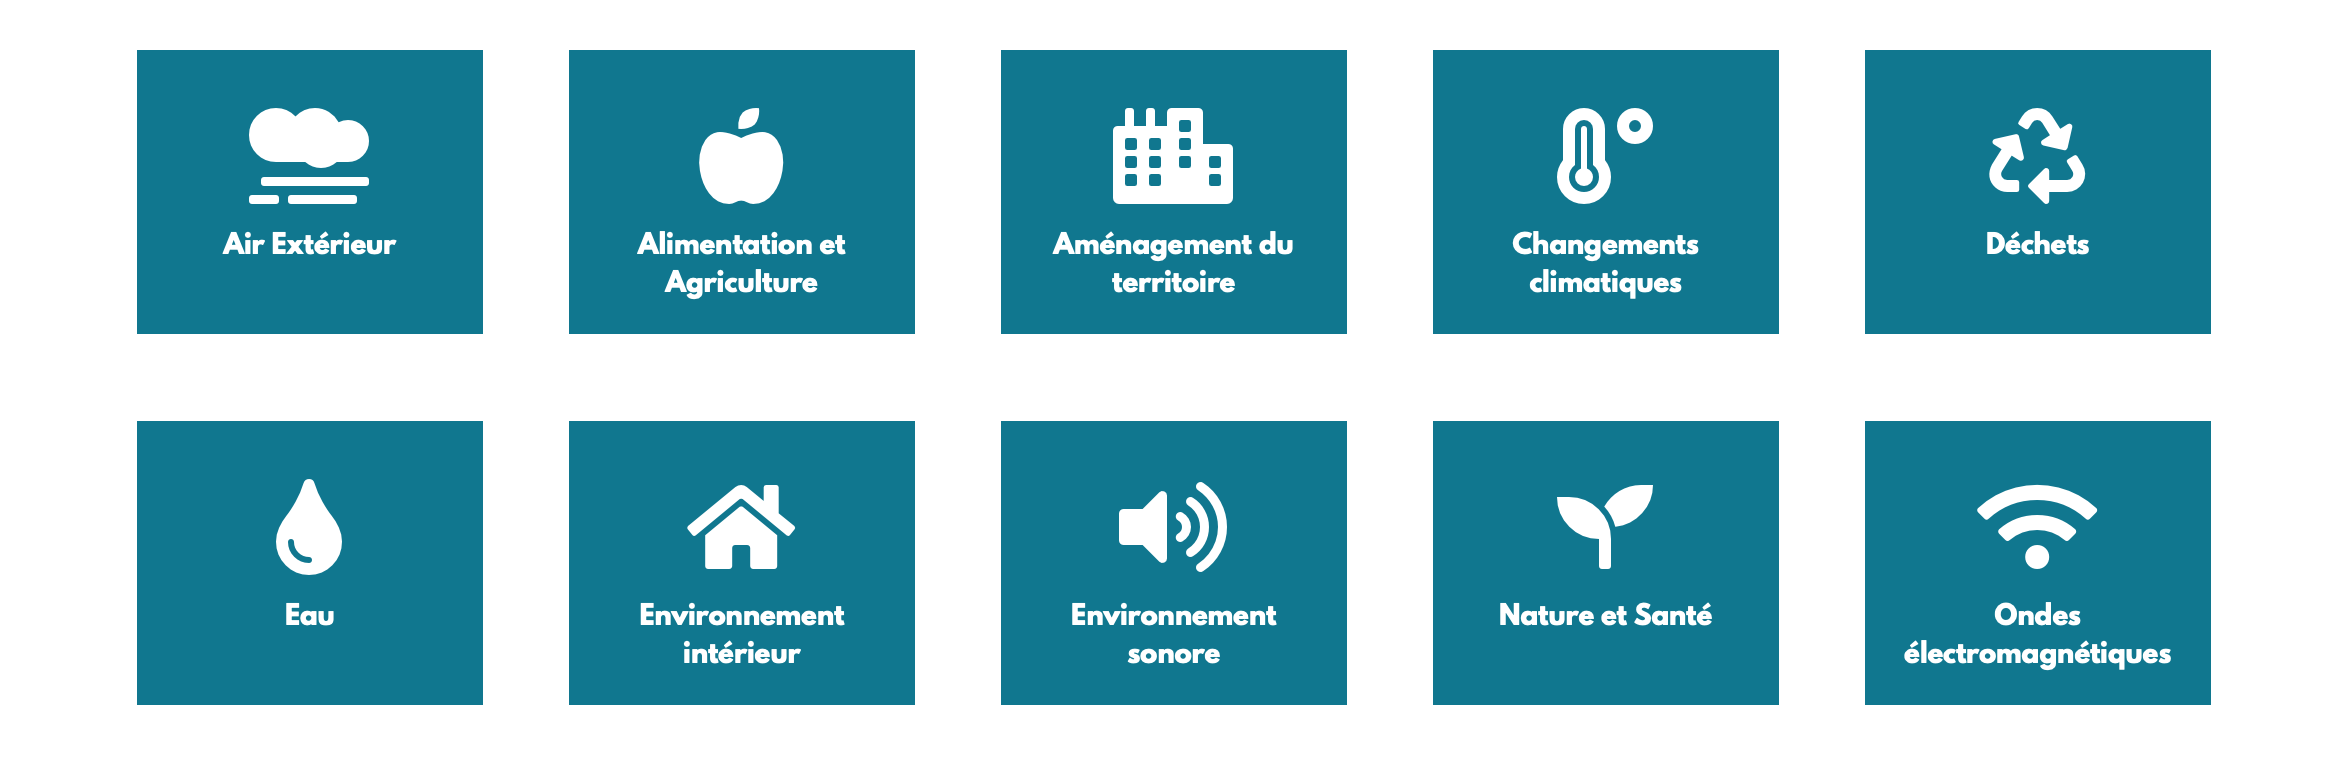 Air Extérieur
Alimentation et
Agriculture
Aménagement du
territoire
Changements
climatiques
Déchets
Eau
Environnement
intérieur
Environnement
sonore
Nature et Santé
Ondes
électromagnétiques